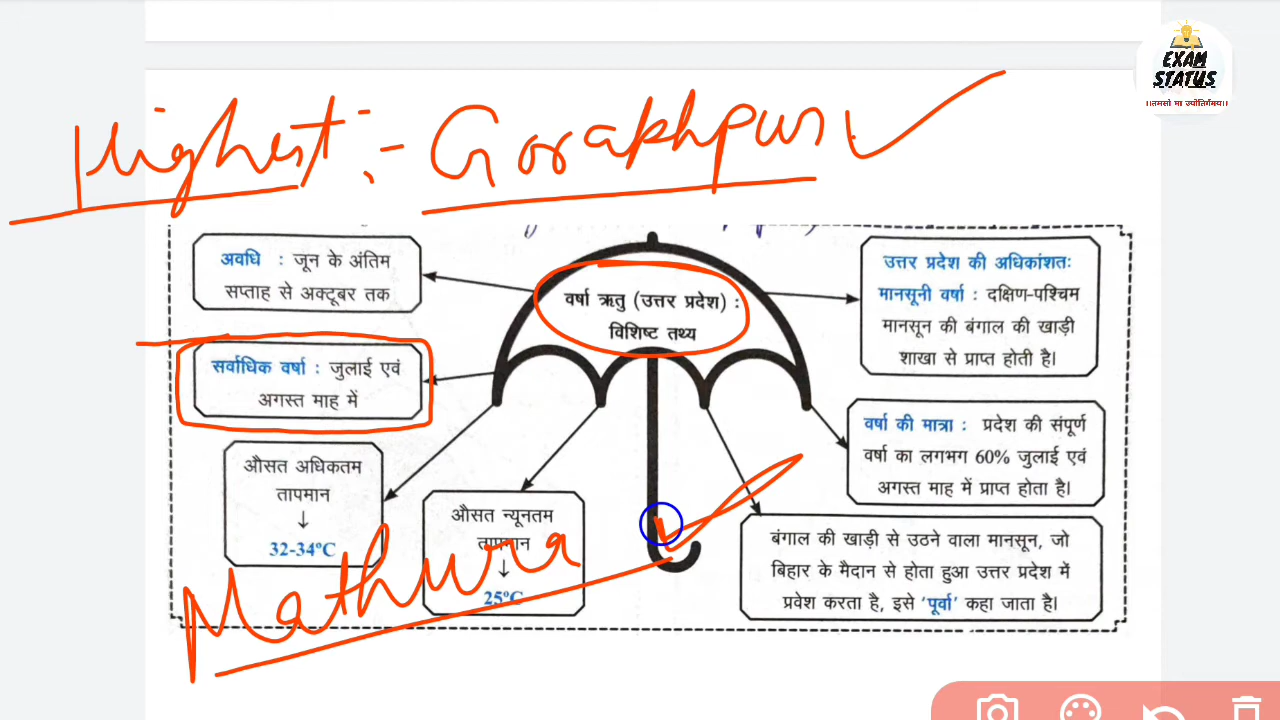 EXAM
STATUS
।।तमसो मा ज्योतिर्गमय।।
Highest :- Gorakhpur
अवधि : जून के अंतिम
सप्ताह से अक्टूबर तक
वर्षा ऋतु (उत्तर प्रदेश) :
विशिष्ट तथ्य
उत्तर प्रदेश की अधिकांशतः
मानसूनी वर्षा : दक्षिण-पश्चिम
मानसून की बंगाल की खाड़ी
शाखा से प्राप्त होती है।
सर्वाधिक वर्षा : जुलाई एवं
अगस्त माह में
वर्षा की मात्रा : प्रदेश की संपूर्ण
वर्षा का लगभग 60% जुलाई एवं
अगस्त माह में प्राप्त होता है।
औसत अधिकतम
तापमान
↓
32-34°C
औसत न्यूनतम
तापमान
↓
25°C
बंगाल की खाड़ी से उठने वाला मानसून, जो
बिहार के मैदान से होता हुआ उत्तर प्रदेश में
प्रवेश करता है, इसे 'पूर्वा' कहा जाता है।
Mathura